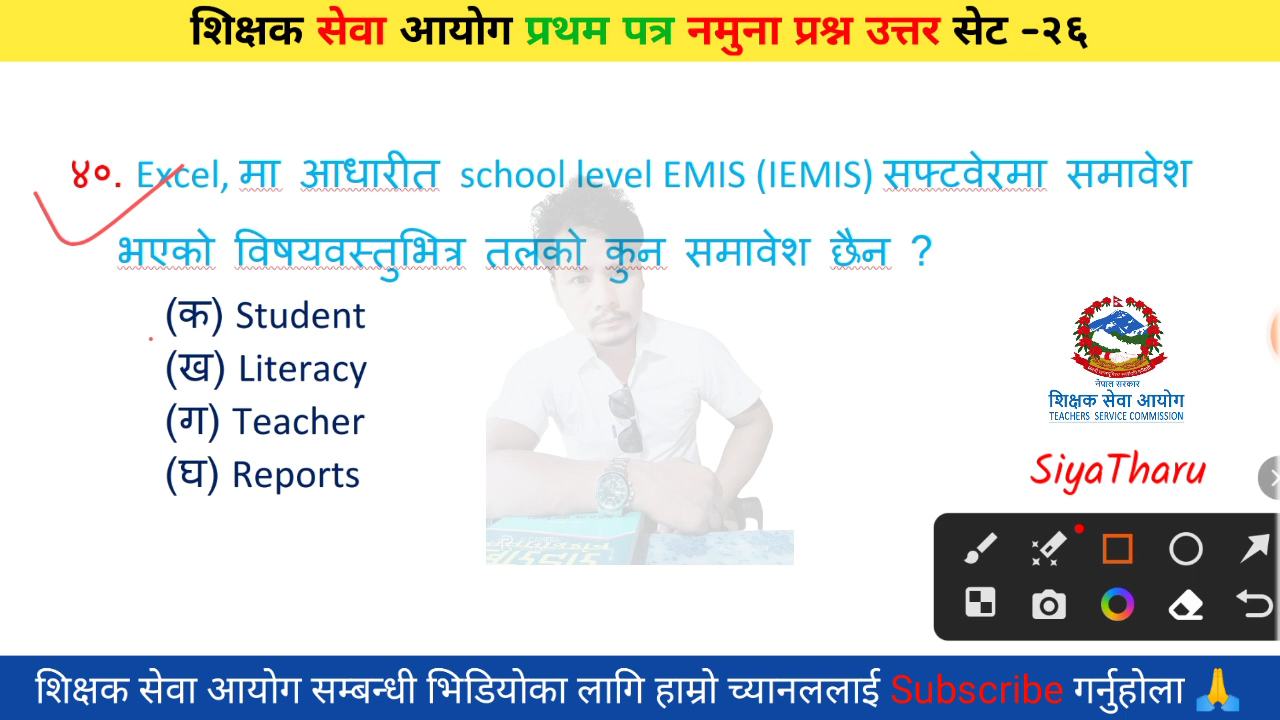 शिक्षक सेवा आयोग प्रथम पत्र नमुना प्रश्न उत्तर सेट -२६
४०. Excel, मा आधारीत school level EMIS (IEMIS) सफ्टवेरमा समावेश
भएको विषयवस्तुभित्र तलको कुन समावेश छैन ?
(क) Student
(ख) Literacy
(ग) Teacher
(घ) Reports
नेपाल सरकार
शिक्षक सेवा आयोग
TEACHERS SERVICE COMMISSION
SiyaTharu
शिक्षक सेवा आयोग सम्बन्धी भिडियोका लागि हाम्रो च्यानललाई Subscribe गर्नुहोला 🙏